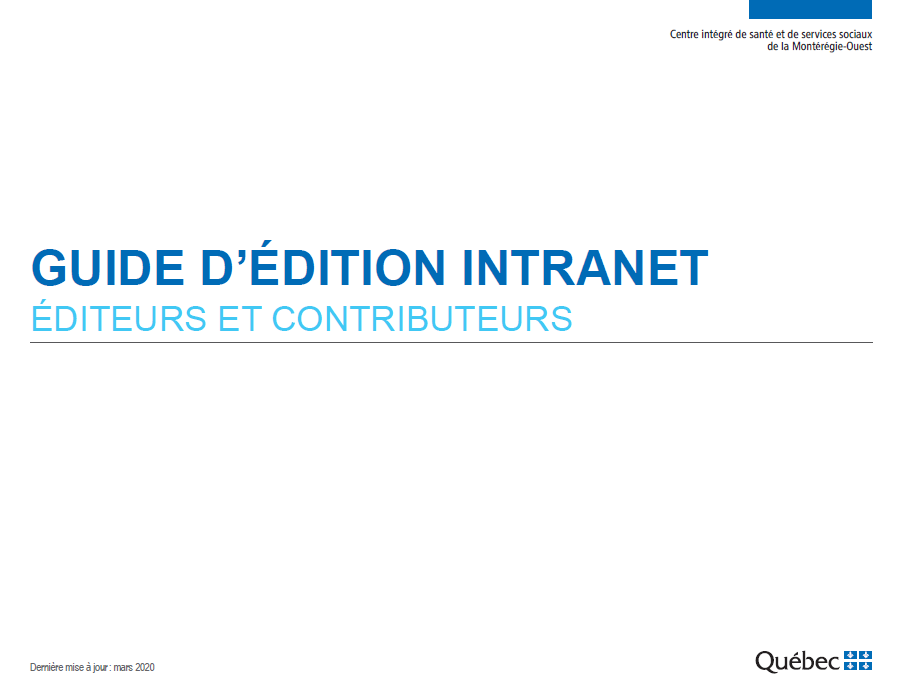 Centre intégré de santé et de services sociaux
de la Montérégie-Ouest
GUIDE D’ÉDITION INTRANET
ÉDITEURS ET CONTRIBUTEURS
Dernière mise à jour : mars 2020
Québec